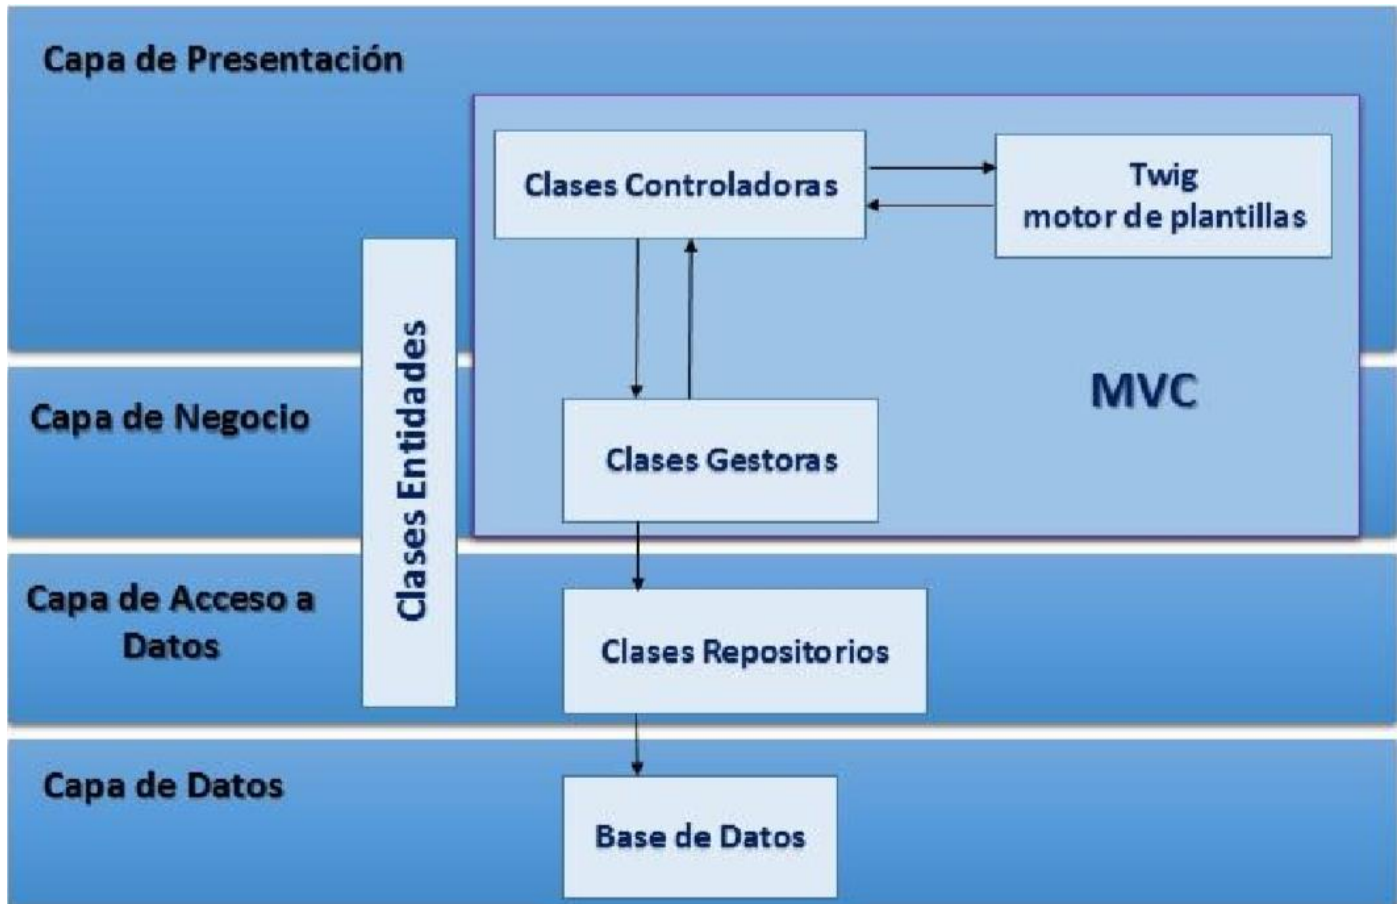 Capa de Presentación
Clases Controladoras
Twig
motor de plantillas
Clases Entidades
MVC
Capa de Negocio
Clases Gestoras
Capa de Acceso a
Datos
Clases Repositorios
Capa de Datos
Base de Datos